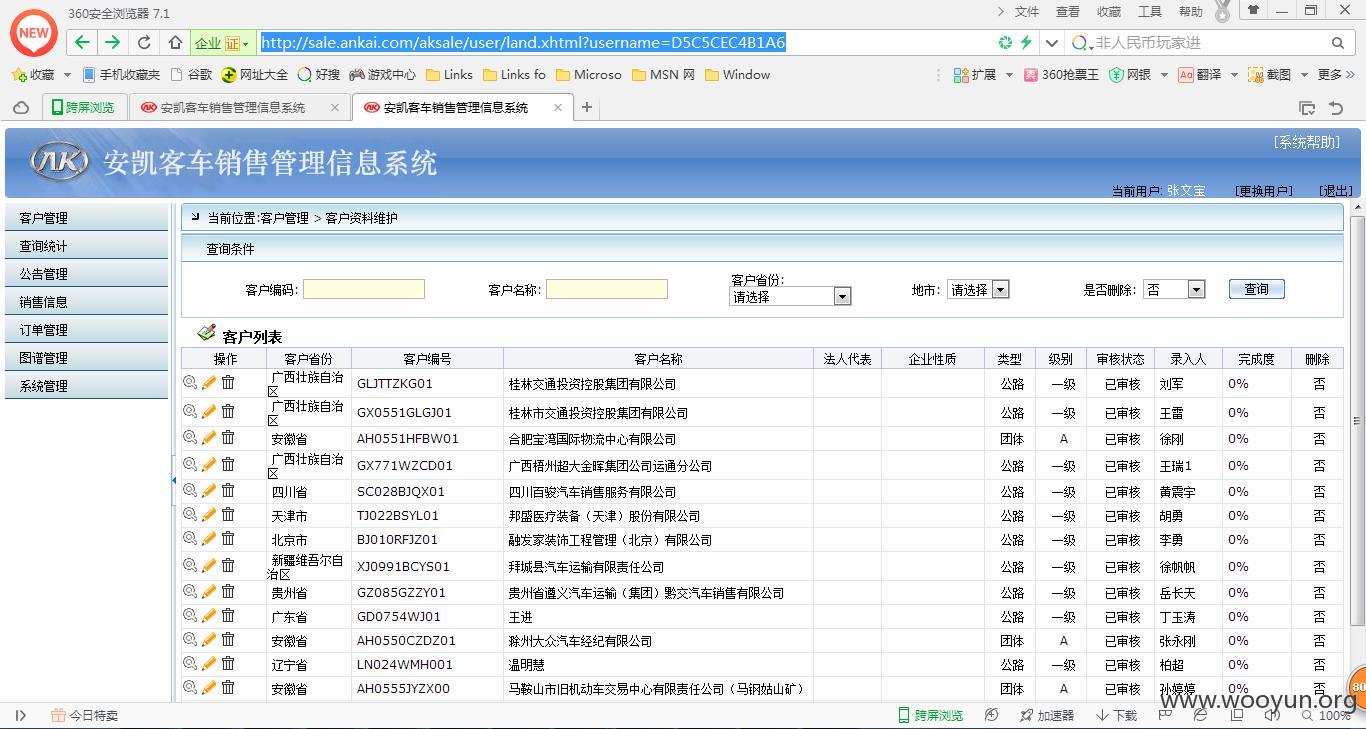 NEW
360安全浏览器 7.1
文件 查看 收藏 工具 帮助
企业 证
http://sale.ankai.com/aksale/user/land.xhtml?username=D5C5CEC4B1A6
非人民币玩家进
收藏 手机收藏夹 谷歌 网址大全 好搜 游戏中心 Links Links fo Microso MSN 网 Window
扩展 360抢票王 网银 Aa 翻译 截图 更多 »
跨屏浏览 安凯客车销售管理信息系统 安凯客车销售管理信息系统
安凯客车销售管理信息系统
[系统帮助]
当前用户: 张文宝 [更换用户] [退出]
客户管理
查询统计
公告管理
销售信息
订单管理
图谱管理
系统管理
当前位置:客户管理 > 客户资料维护
查询条件
客户编码: 客户名称: 客户省份: 请选择 地市: 请选择 是否删除: 否 查询
客户列表
操作 客户省份 客户编号 客户名称 法人代表 企业性质 类型 级别 审核状态 录入人 完成度 删除
广西壮族自治区 GLJTTZKG01 桂林交通投资控股集团有限公司 公路 一级 已审核 刘军 0% 否
广西壮族自治区 GX0551GLGJ01 桂林市交通投资控股集团有限公司 公路 一级 已审核 王雷 0% 否
安徽省 AH0551HFBW01 合肥宝湾国际物流中心有限公司 团体 A 已审核 徐刚 0% 否
广西壮族自治区 GX771WZCD01 广西梧州超大金晖集团公司运通分公司 公路 一级 已审核 王瑞1 0% 否
四川省 SC028BJQX01 四川百骏汽车销售服务有限公司 公路 一级 已审核 黄震宇 0% 否
天津市 TJ022BSYL01 邦盛医疗装备（天津）股份有限公司 公路 一级 已审核 胡勇 0% 否
北京市 BJ010RFJZ01 融发家装饰工程管理（北京）有限公司 公路 一级 已审核 李勇 0% 否
新疆维吾尔自治区 XJ0991BCYS01 拜城县汽车运输有限责任公司 公路 一级 已审核 徐帆帆 0% 否
贵州省 GZ085GZZY01 贵州省遵义汽车运输（集团）黔交汽车销售有限公司 公路 一级 已审核 岳长天 0% 否
广东省 GD0754WJ01 王进 公路 一级 已审核 丁玉涛 0% 否
安徽省 AH0550CZDZ01 滁州大众汽车经纪有限公司 团体 A 已审核 张永刚 0% 否
辽宁省 LN024WMH001 温明慧 公路 一级 已审核 柏超 0% 否
安徽省 AH0555JYZX00 马鞍山市旧机动车交易中心有限责任公司（马钢姑山矿） 团体 A 已审核 孙婷婷 0% 否
80
www.wooyun.org
今日特卖 跨屏浏览 加速器 下载 100%